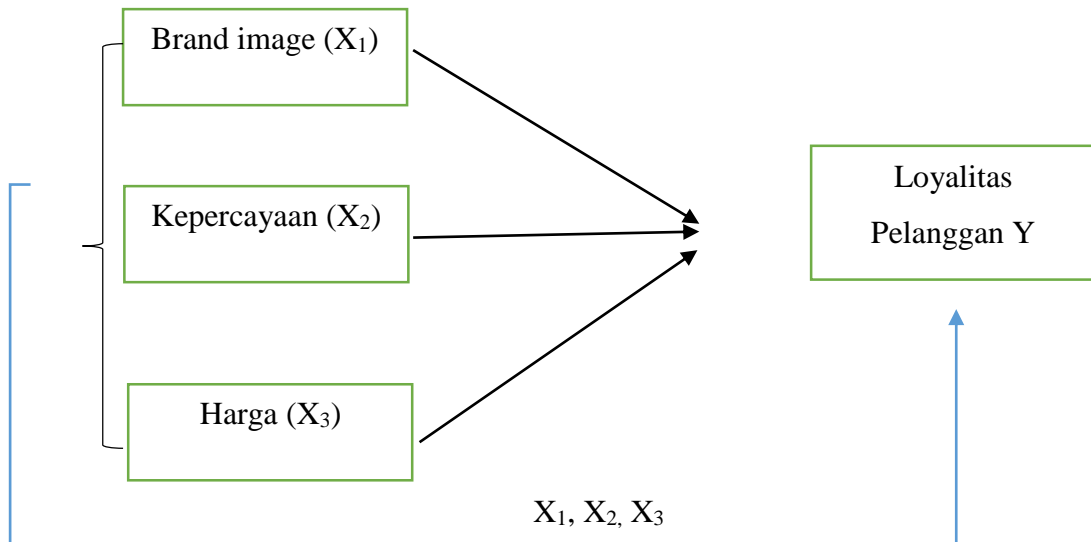 Brand image (X₁)
Kepercayaan (X₂)
Harga (X₃)
Loyalitas
Pelanggan Y
X₁, X₂, X₃